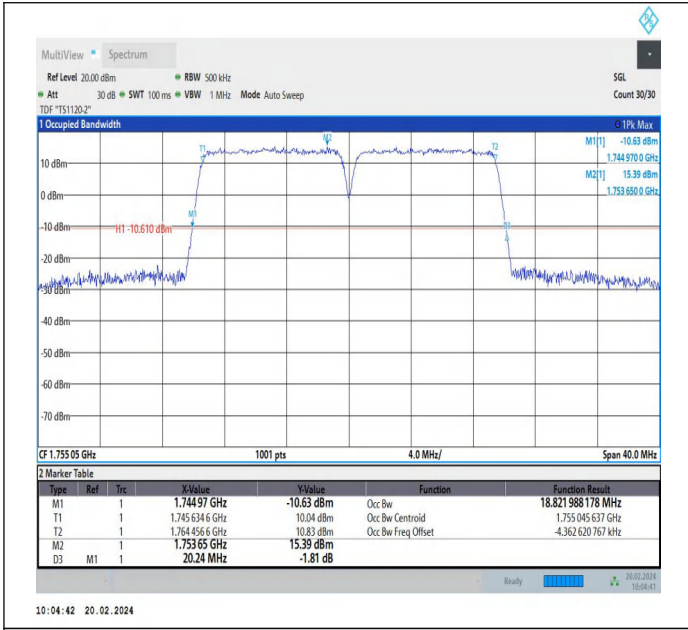 R S
MultiView Spectrum
Ref Level 20.00 dBm RBW 500 kHz SGL
Att 30 dB SWT 100 ms VBW 1 MHz Mode Auto Sweep Count 30/30
TDF "TS1120-2"
1 Occupied Bandwidth 1Pk Max
M1[1] -10.63 dBm
1.744 970 0 GHz
M2[1] 15.39 dBm
1.753 650 0 GHz
T1 M2 T2
10 dBm
0 dBm
M1
-10 dBm H1 -10.610 dBm D3
-20 dBm
-30 dBm
-40 dBm
-50 dBm
-60 dBm
-70 dBm
CF 1.755 05 GHz 1001 pts 4.0 MHz/ Span 40.0 MHz
2 Marker Table
Type Ref Trc X-Value Y-Value Function Function Result
M1 1 1.744 97 GHz -10.63 dBm Occ Bw 18.821 988 178 MHz
T1 1 1.745 634 6 GHz 10.04 dBm Occ Bw Centroid 1.755 045 637 GHz
T2 1 1.764 456 6 GHz 10.83 dBm Occ Bw Freq Offset -4.362 620 767 kHz
M2 1 1.753 65 GHz 15.39 dBm
D3 M1 1 20.24 MHz -1.81 dB
Ready 20.02.2024
10:04:41
10:04:42 20.02.2024